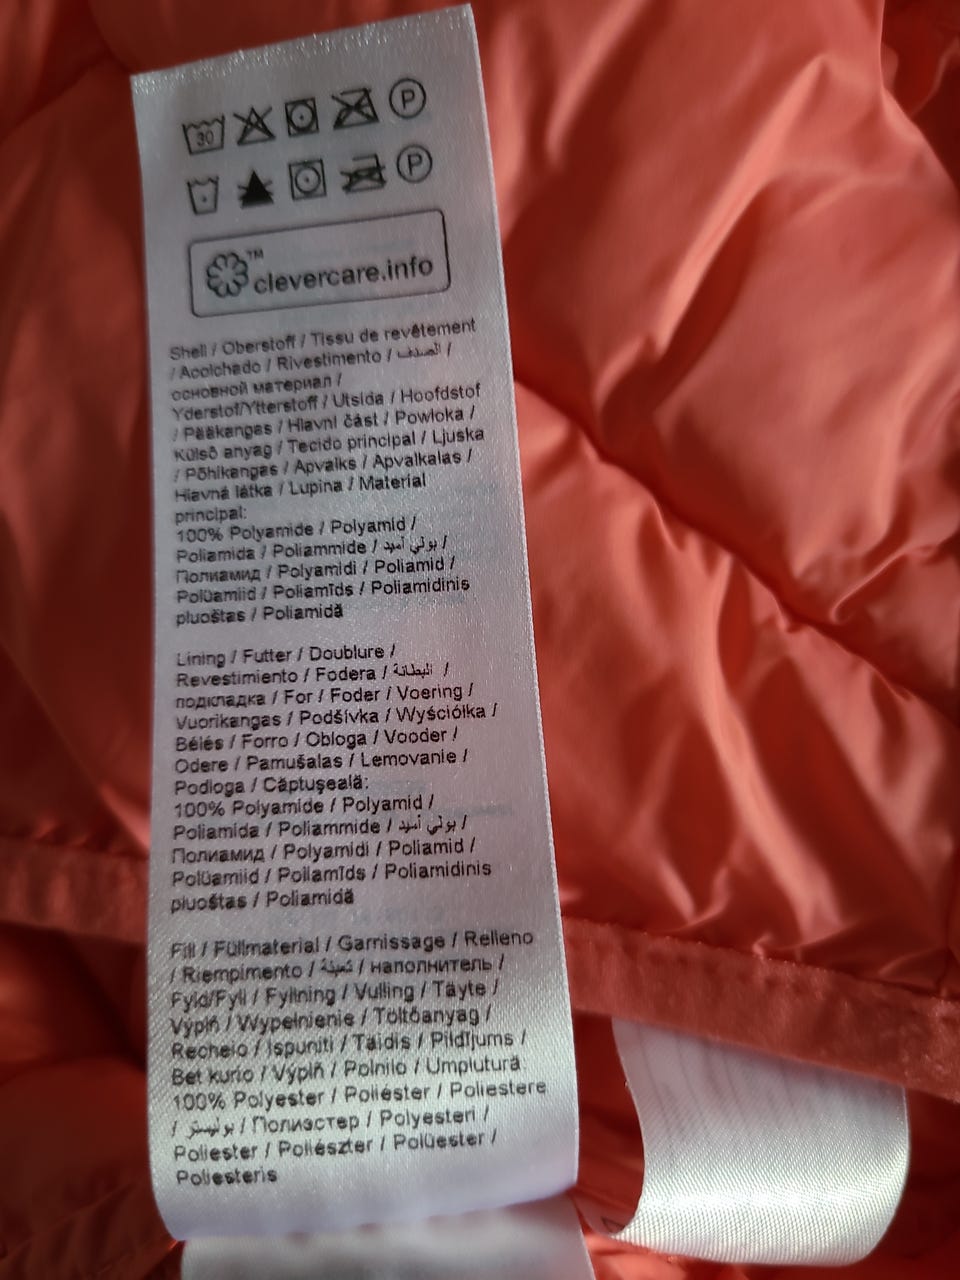 30 P
P
™
clevercare.info
Shell / Oberstoff / Tissu de revêtement
/ Acolchado / Rivestimento / الصدف /
основной материал /
Yderstof/Ytterstoff / Utsida / Hoofdstof
/ Pääkangas / Hlavní část / Powłoka /
Külső anyag / Tecido principal / Ljuska
/ Põhikangas / Apvalks / Apvalkalas /
Hlavná látka / Lupina / Material
principal:
100% Polyamide / Polyamid /
Poliamida / Poliammide / بولي أميد /
Полиамид / Polyamidi / Poliamid /
Polüamiid / Poliamīds / Poliamidinis
pluoštas / Poliamidă
Lining / Futter / Doublure /
Revestimiento / Fodera / البطانة /
подкладка / For / Foder / Voering /
Vuorikangas / Podšívka / Wyściółka /
Bélés / Forro / Obloga / Vooder /
Odere / Pamušalas / Lemovanie /
Podloga / Căptuşeală:
100% Polyamide / Polyamid /
Poliamida / Poliammide / بولي أميد /
Полиамид / Polyamidi / Poliamid /
Polüamiid / Poilamīds / Poliamidinis
pluoštas / Poliamidă
Fill / Füllmaterial / Garnissage / Relleno
/ Riempimento / تعبئة / наполнитель /
Fyld/Fyll / Fyllning / Vulling / Täyte /
Výplň / Wypełnienie / Töltőanyag /
Recheio / Ispuniti / Täidis / Pildījums /
Bet kurio / Výplň / Polnilo / Umplutură:
100% Polyester / Poliéster / Poliestere
/ بوليستر / Полиэстер / Polyesteri /
Poliester / Poliészter / Polüester /
Poliesteris